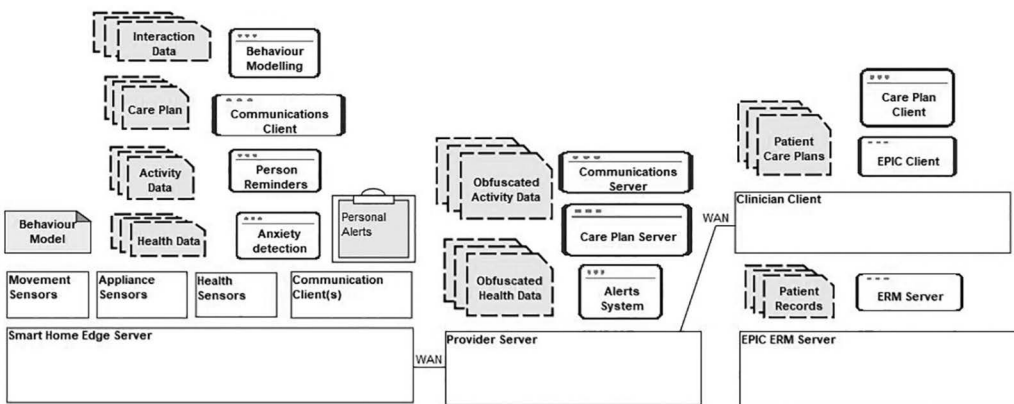 Interaction
Data
Behaviour
Modelling
Care Plan
Communications
Client
Activity
Data
Person
Reminders
Behaviour
Model
Health Data
Anxiety
detection
Personal
Alerts
Movement
Sensors
Appliance
Sensors
Health
Sensors
Communication
Client(s)
Smart Home Edge Server
WAN
Obfuscated
Activity Data
Communications
Server
Care Plan Server
Obfuscated
Health Data
Alerts
System
Provider Server
WAN
Patient
Care Plans
Care Plan
Client
EPIC Client
Clinician Client
Patient
Records
ERM Server
EPIC ERM Server